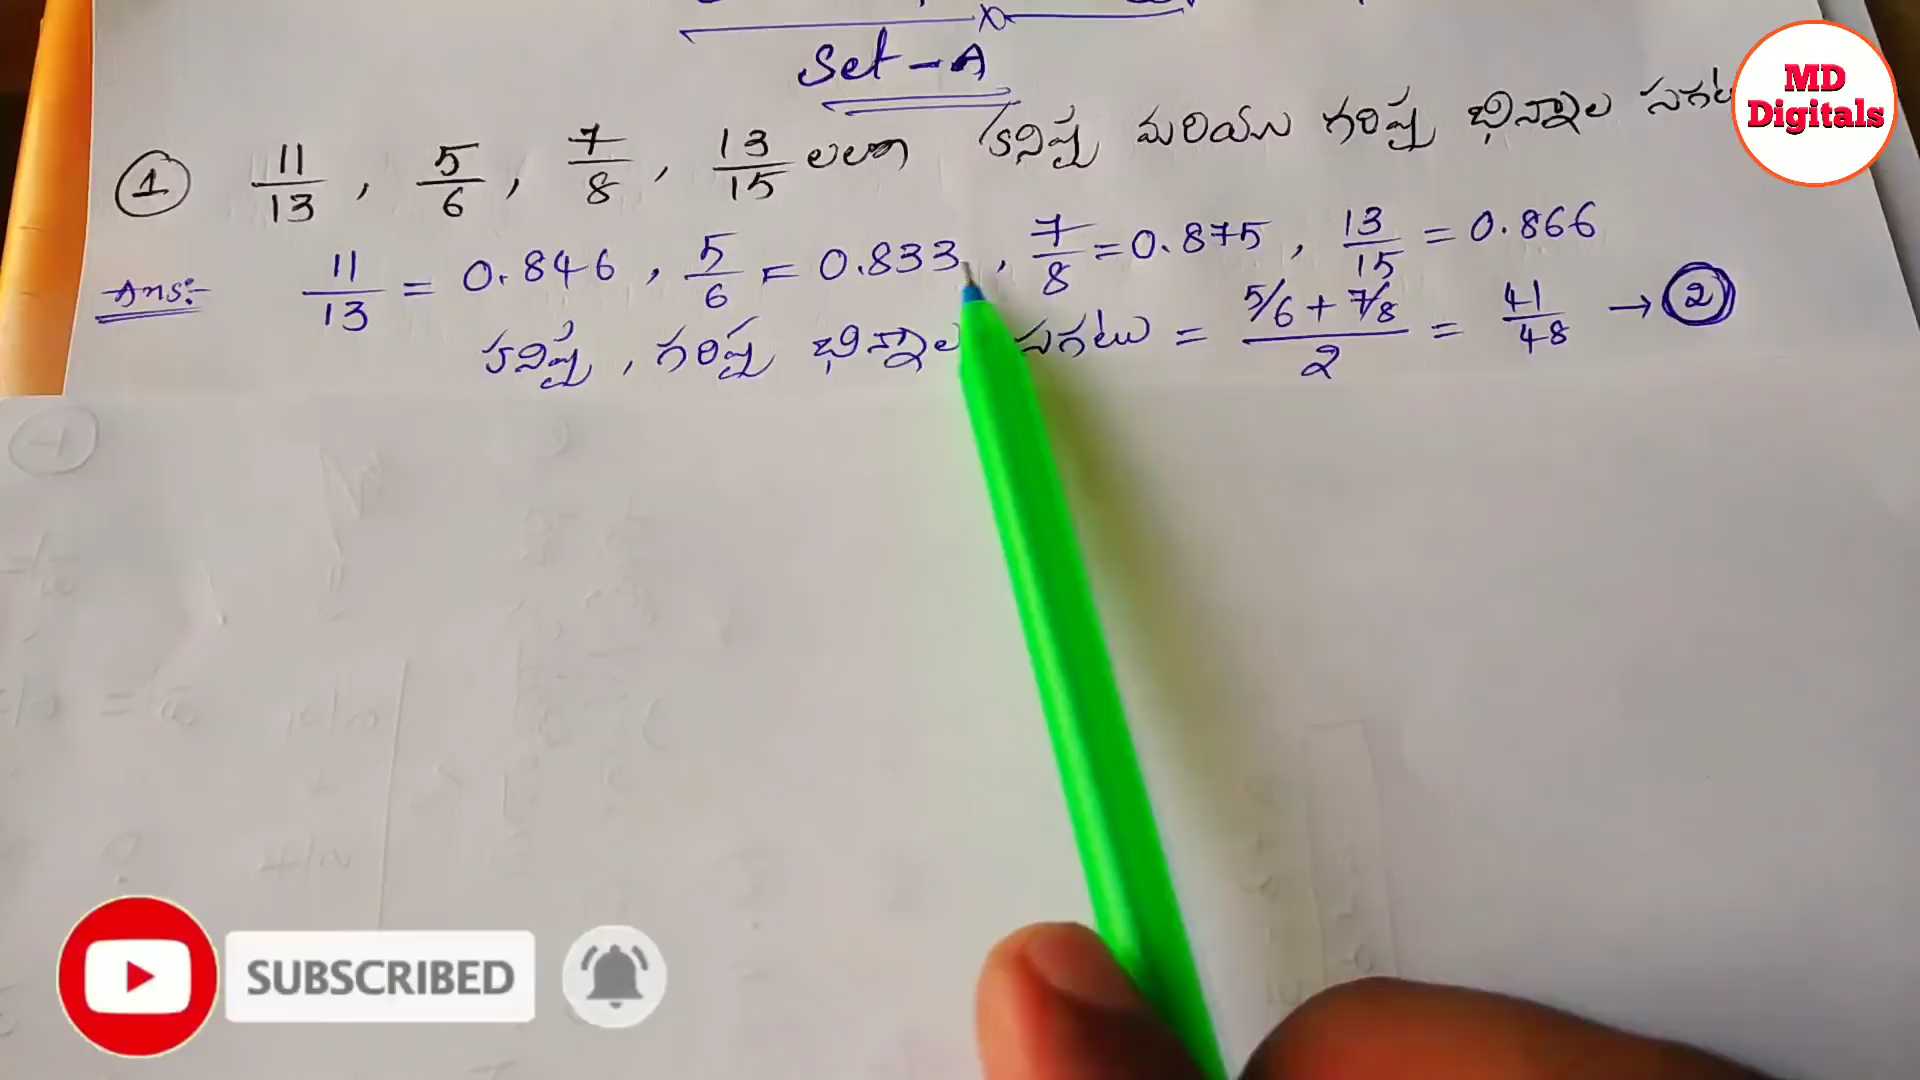 Set - A
① 11/13 , 5/6 , 7/8 , 13/15 లలో కనిష్ట మరియు గరిష్ట భిన్నాల సగటు
Ans:- 11/13 = 0.846 , 5/6 = 0.833 , 7/8 = 0.875 , 13/15 = 0.866
కనిష్ట , గరిష్ట భిన్నాల సగటు = (5/6 + 7/8)/2 = 41/48 → ②
MD
Digitals
SUBSCRIBED